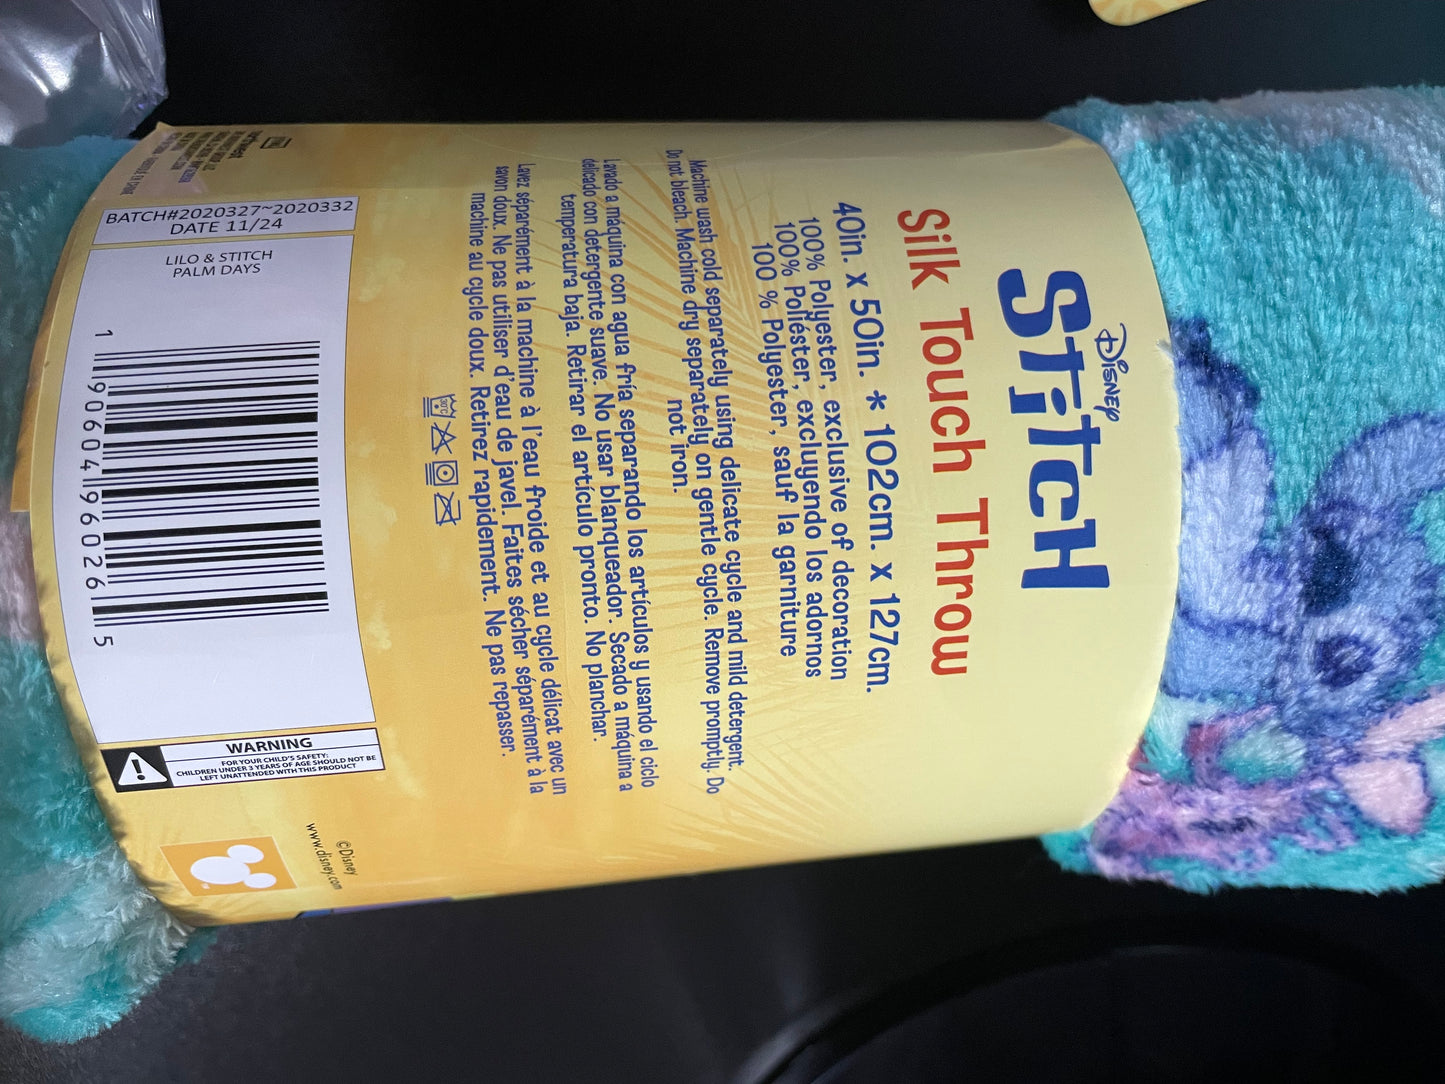 Disney
Stitch
Silk Touch Throw
40in. x 50in. * 102cm. x 127cm.
100% Polyester, exclusive of decoration
100% Poliéster, excluyendo los adornos
100 % Polyester, sauf la garniture
Machine wash cold separately using delicate cycle and mild detergent.
Do not bleach. Machine dry separately on gentle cycle. Remove promptly. Do
not iron.
Lavado a máquina con agua fría separando los artículos y usando el ciclo
delicado con detergente suave. No usar blanqueador. Secado a máquina a
temperatura baja. Retirar el artículo pronto. No planchar.
Lavez séparément à la machine à l'eau froide et au cycle délicat avec un
savon doux. Ne pas utiliser d'eau de javel. Faites sécher séparément à la
machine au cycle doux. Retirez rapidement. Ne pas repasser.
30°C
BATCH#2020327~2020332
DATE 11/24
LILO & STITCH
PALM DAYS
1 90604 96026 5
WARNING
FOR YOUR CHILD'S SAFETY:
CHILDREN UNDER 3 YEARS OF AGE SHOULD NOT BE
LEFT UNATTENDED WITH THIS PRODUCT
©Disney
www.disney.com
northwest